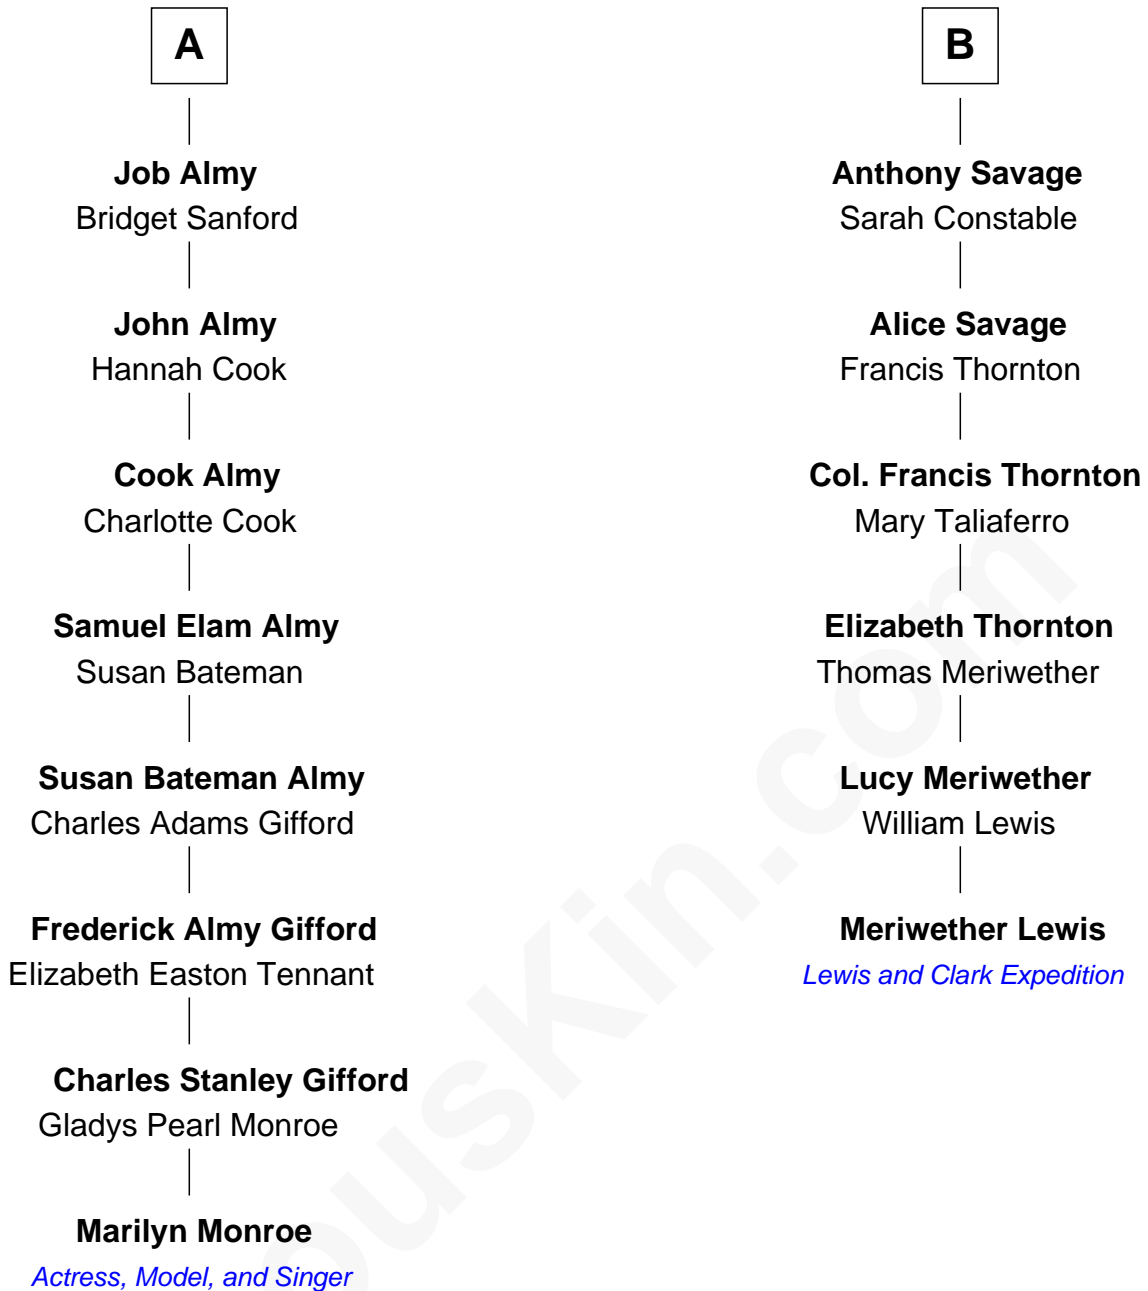 A
Job Almy
Bridget Sanford
John Almy
Hannah Cook
Cook Almy
Charlotte Cook
Samuel Elam Almy
Susan Bateman
Susan Bateman Almy
Charles Adams Gifford
Frederick Almy Gifford
Elizabeth Easton Tennant
Charles Stanley Gifford
Gladys Pearl Monroe
Marilyn Monroe
Actress, Model, and Singer
B
Anthony Savage
Sarah Constable
Alice Savage
Francis Thornton
Col. Francis Thornton
Mary Taliaferro
Elizabeth Thornton
Thomas Meriwether
Lucy Meriwether
William Lewis
Meriwether Lewis
Lewis and Clark Expedition
ousKin.com